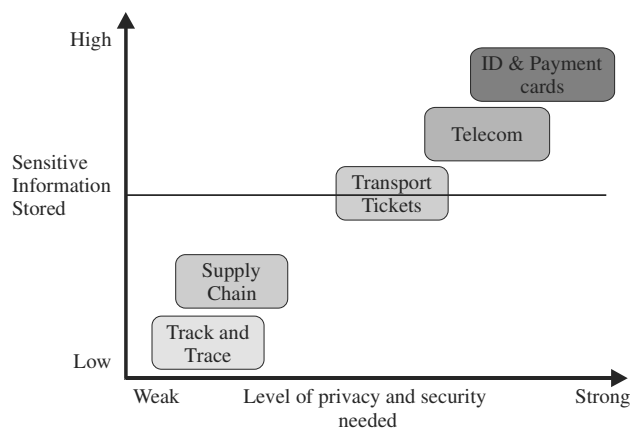 High
ID & Payment
cards
Telecom
Sensitive
Information
Stored
Transport
Tickets
Supply
Chain
Track and
Trace
Low
Weak
Level of privacy and security
needed
Strong